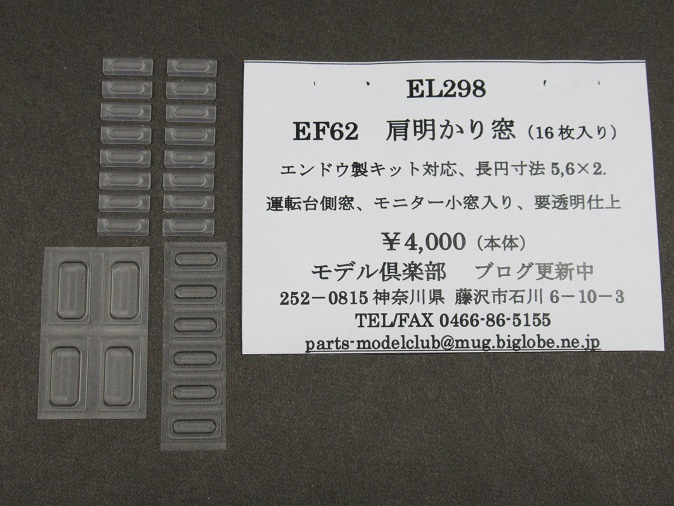 EL298
EF62 肩明かり窓（16枚入り）
エンドウ製キット対応、長円寸法5,6×2.
運転台側窓、モニター小窓入り、要透明仕上
￥4,000（本体）
モデル倶楽部 ブログ更新中
252－0815神奈川県 藤沢市石川6－10－3
TEL/FAX 0466-86-5155
parts-modelclub@mug.biglobe.ne.jp